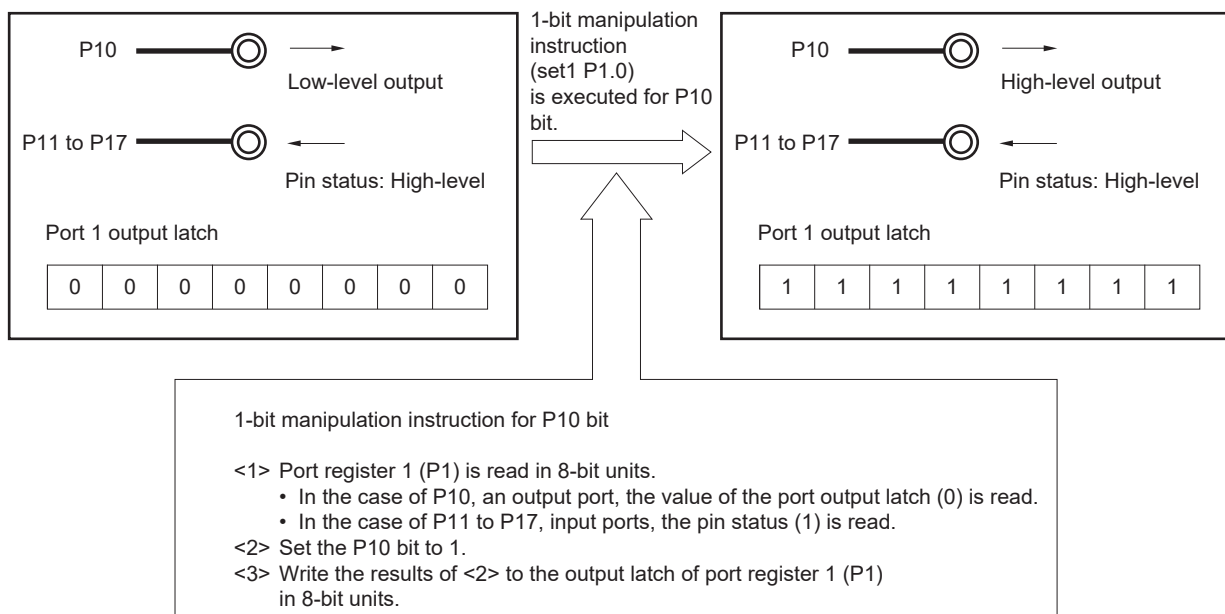 P10
Low-level output
P11 to P17
Pin status: High-level
Port 1 output latch
0 0 0 0 0 0 0 0
1-bit manipulation
instruction
(set1 P1.0)
is executed for P10
bit.
P10
High-level output
P11 to P17
Pin status: High-level
Port 1 output latch
1 1 1 1 1 1 1 1
1-bit manipulation instruction for P10 bit
<1> Port register 1 (P1) is read in 8-bit units.
• In the case of P10, an output port, the value of the port output latch (0) is read.
• In the case of P11 to P17, input ports, the pin status (1) is read.
<2> Set the P10 bit to 1.
<3> Write the results of <2> to the output latch of port register 1 (P1)
in 8-bit units.